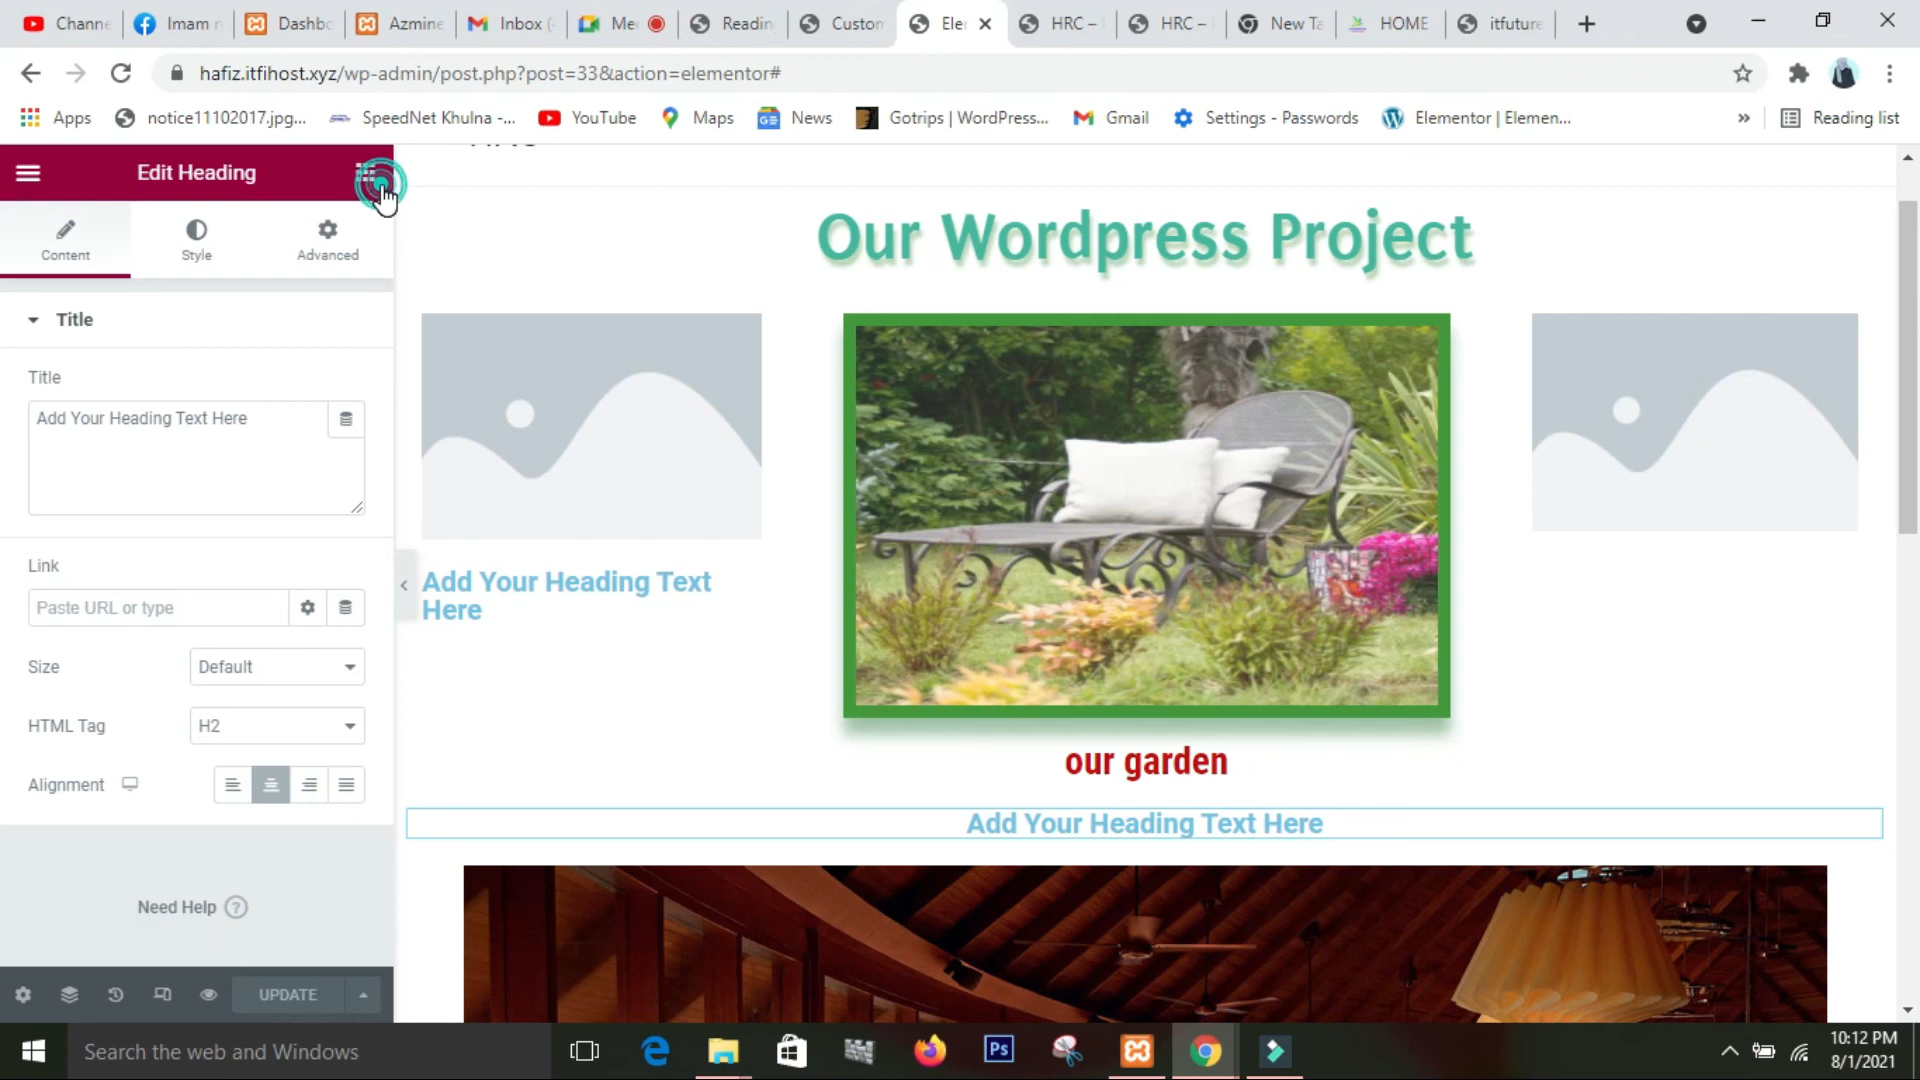 Channe
Imam
Dashbo
Azmine
Inbox (
Me
Readin
Custon
Ele
HRC –
HRC –
New Ta
HOME
itfuture
hafiz.itfihost.xyz/wp-admin/post.php?post=33&action=elementor#
Apps
notice11102017.jpg...
SpeedNet Khulna -...
YouTube
Maps
News
Gotrips | WordPress...
Gmail
Settings - Passwords
Elementor | Elemen...
»
Reading list
Edit Heading
Content
Style
Advanced
Title
Title
Add Your Heading Text Here
Link
Paste URL or type
Size
Default
HTML Tag
H2
Alignment
Need Help ?
UPDATE
Our Wordpress Project
Add Your Heading Text
Here
our garden
Add Your Heading Text Here
Search the web and Windows
Ps
10:12 PM
8/1/2021